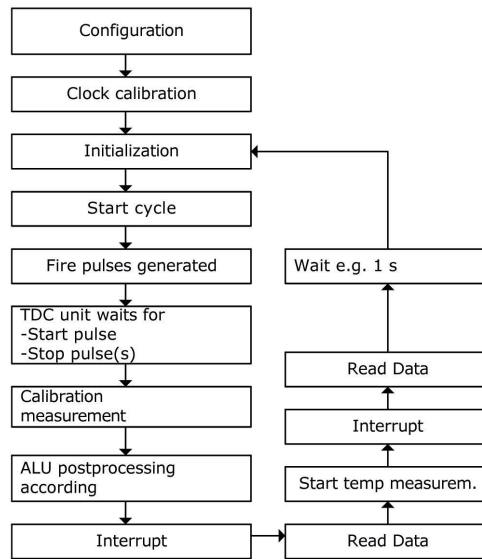 Configuration
Clock calibration
Initialization
Start cycle
Fire pulses generated
TDC unit waits for
-Start pulse
-Stop pulse(s)
Calibration
measurement
ALU postprocessing
according
Interrupt
Read Data
Start temp measurem.
Interrupt
Read Data
Wait e.g. 1 s